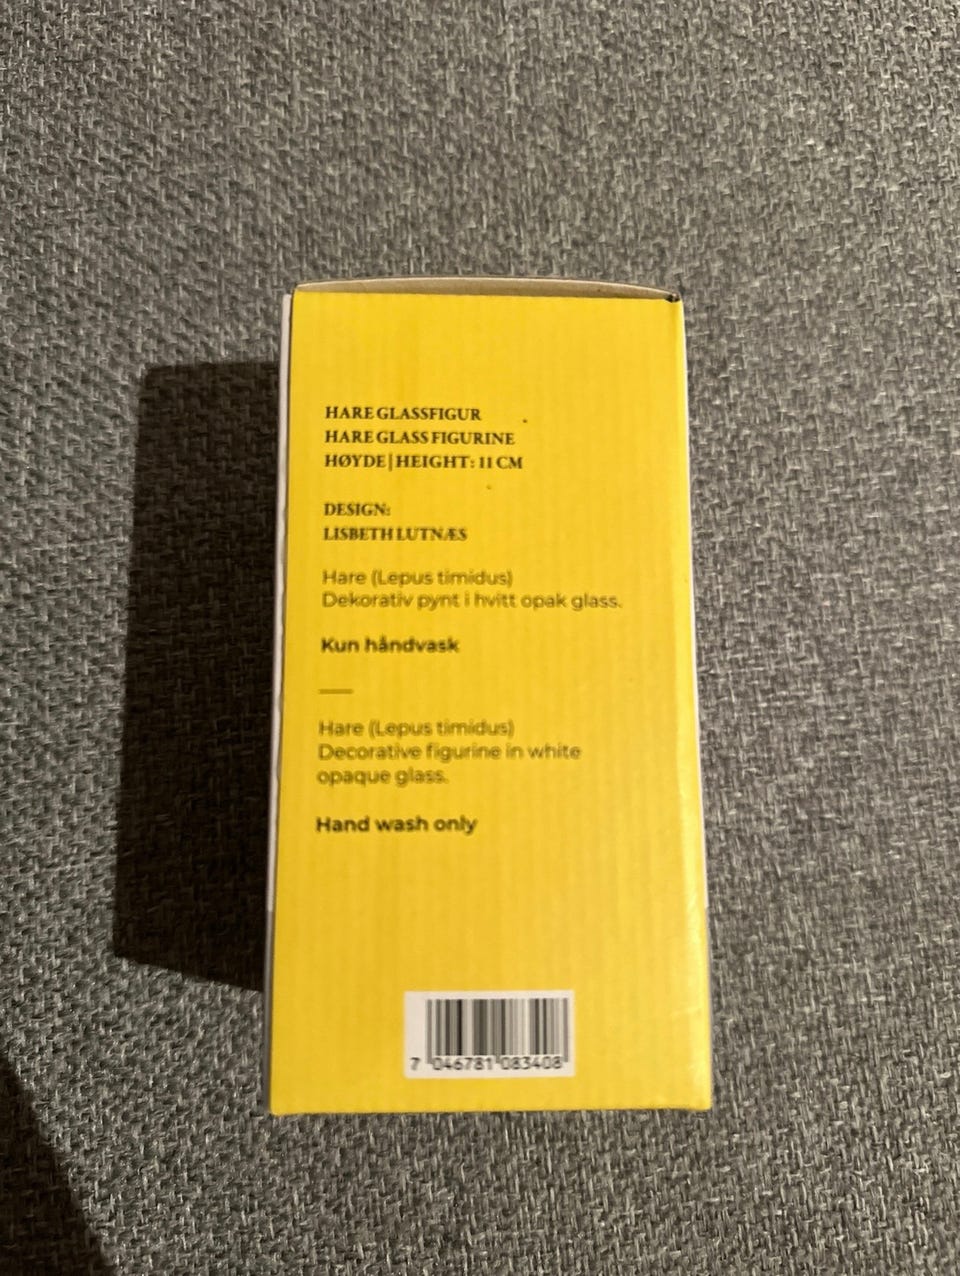 HARE GLASSFIGUR
HARE GLASS FIGURINE
HØYDE | HEIGHT: 11 CM
DESIGN:
LISBETH LUTNÆS
Hare (Lepus timidus)
Dekorativ pynt i hvitt opak glass.
Kun håndvask
Hare (Lepus timidus)
Decorative figurine in white
opaque glass.
Hand wash only
7 046781 083408